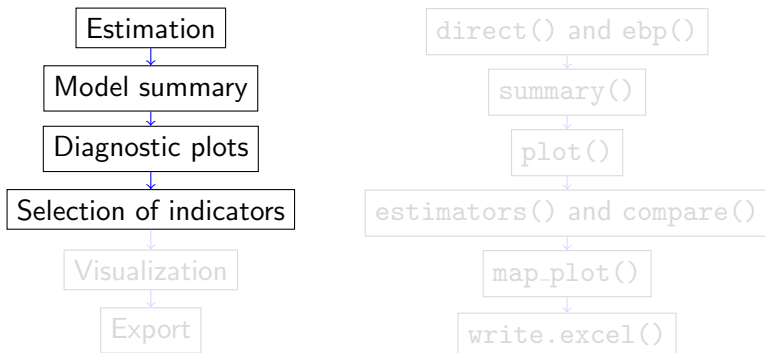 Estimation
direct() and ebp()
Model summary
summary()
Diagnostic plots
plot()
Selection of indicators
estimators() and compare()
Visualization
map_plot()
Export
write.excel()